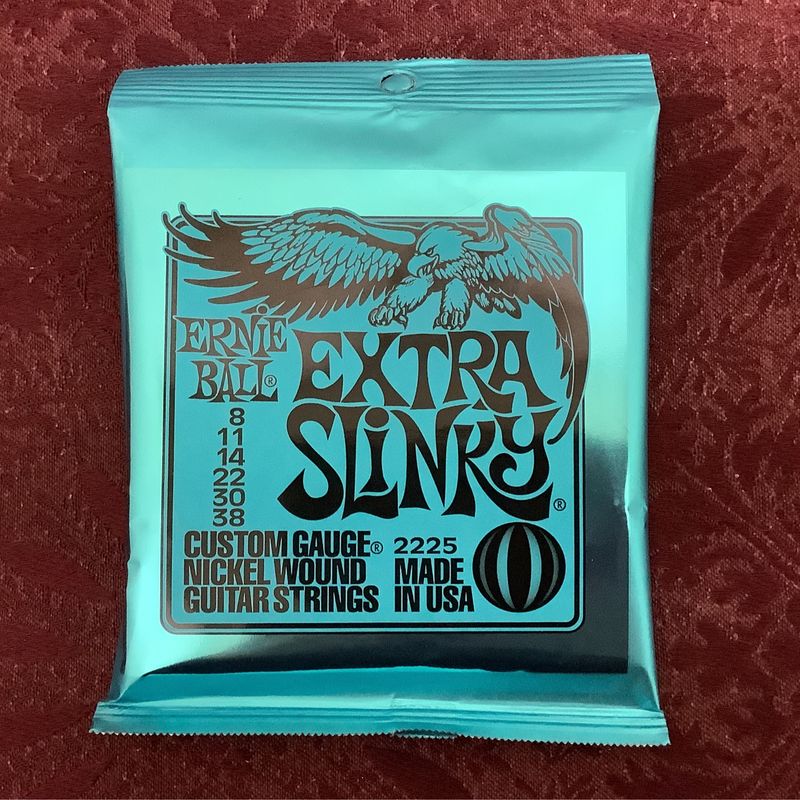 ERNIE
BALL®
EXTRA
SLINKY®
8
11
14
22
30
38
CUSTOM GAUGE®
NICKEL WOUND
GUITAR STRINGS
2225
MADE
IN USA